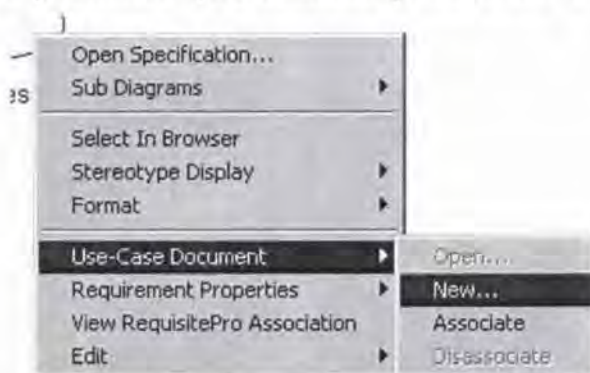 es
Open Specification...
Sub Diagrams
Select In Browser
Stereotype Display
Format
Use-Case Document
Requirement Properties
View RequisitePro Association
Edit
Open...
New...
Associate
Disassociate